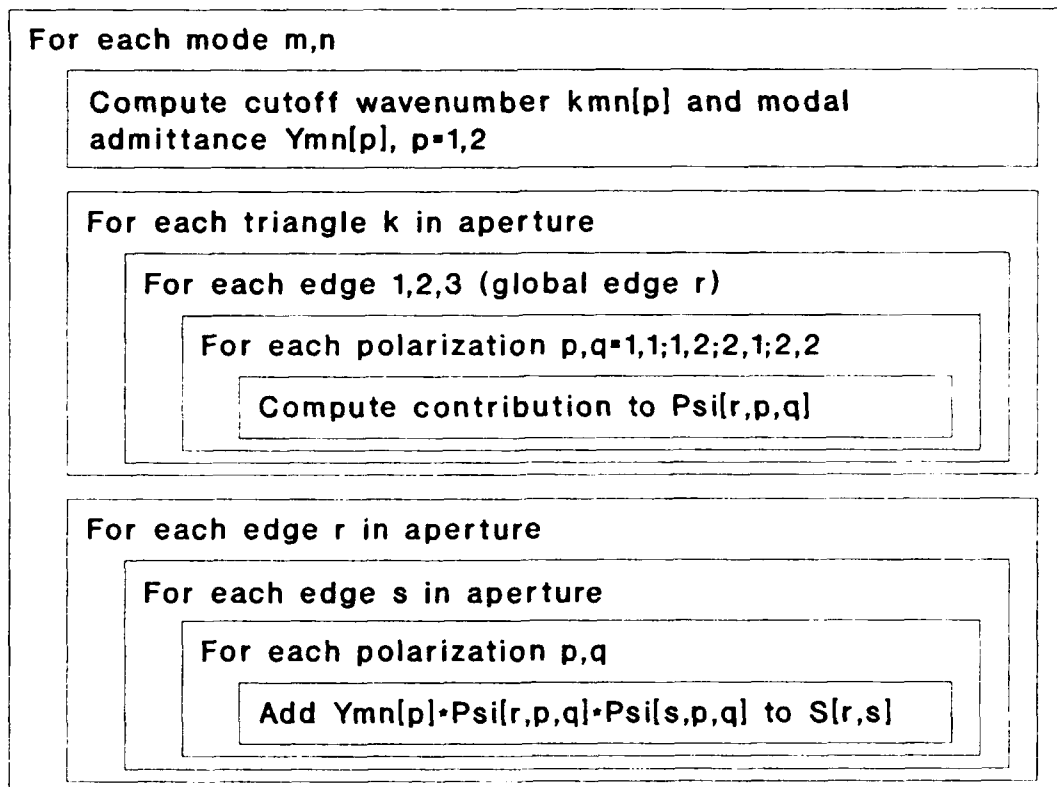 For each mode m,n
Compute cutoff wavenumber kmn[p] and modal
admittance Ymn[p], p=1,2
For each triangle k in aperture
For each edge 1,2,3 (global edge r)
For each polarization p,q=1,1;1,2;2,1;2,2
Compute contribution to Psi[r,p,q]
For each edge r in aperture
For each edge s in aperture
For each polarization p,q
Add Ymn[p]*Psi[r,p,q]*Psi[s,p,q] to S[r,s]